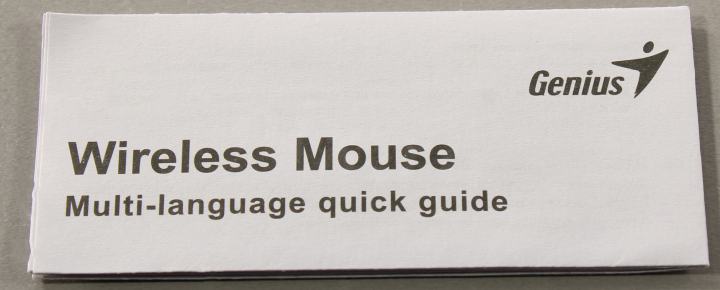 Genius
Wireless Mouse
Multi-language quick guide